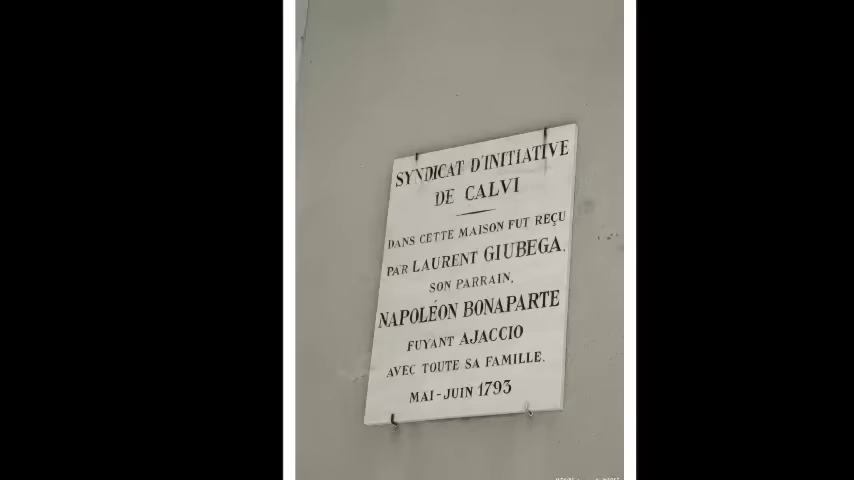 SYNDICAT D'INITIATIVE
DE CALVI
DANS CETTE MAISON FUT REÇU
PAR LAURENT GIUBEGA,
SON PARRAIN,
NAPOLÉON BONAPARTE
FUYANT AJACCIO
AVEC TOUTE SA FAMILLE.
MAI-JUIN 1793